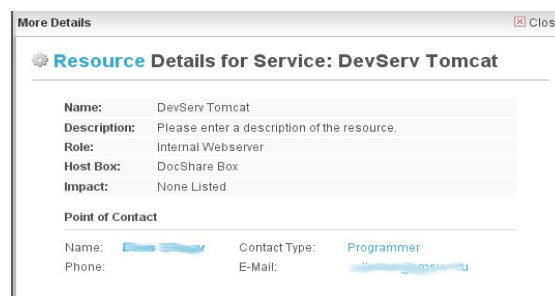 More Details Clos
Resource Details for Service: DevServ Tomcat
Name: DevServ Tomcat
Description: Please enter a description of the resource.
Role: Internal Webserver
Host Box: DocShare Box
Impact: None Listed
Point of Contact
Name: Contact Type: Programmer
Phone: E-Mail: